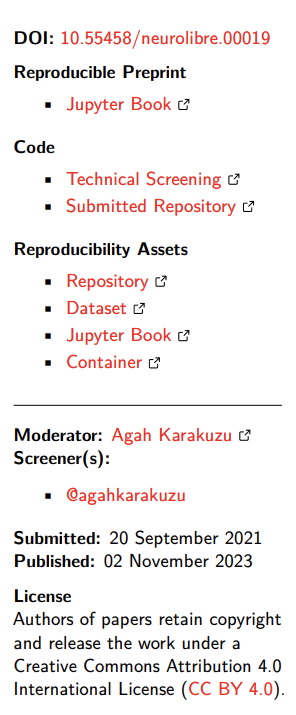 DOI: 10.55458/neurolibre.00019
Reproducible Preprint
▪ Jupyter Book
Code
▪ Technical Screening
▪ Submitted Repository
Reproducibility Assets
▪ Repository
▪ Dataset
▪ Jupyter Book
▪ Container
Moderator: Agah Karakuzu
Screener(s):
▪ @agahkarakuzu
Submitted: 20 September 2021
Published: 02 November 2023
License
Authors of papers retain copyright
and release the work under a
Creative Commons Attribution 4.0
International License (CC BY 4.0).